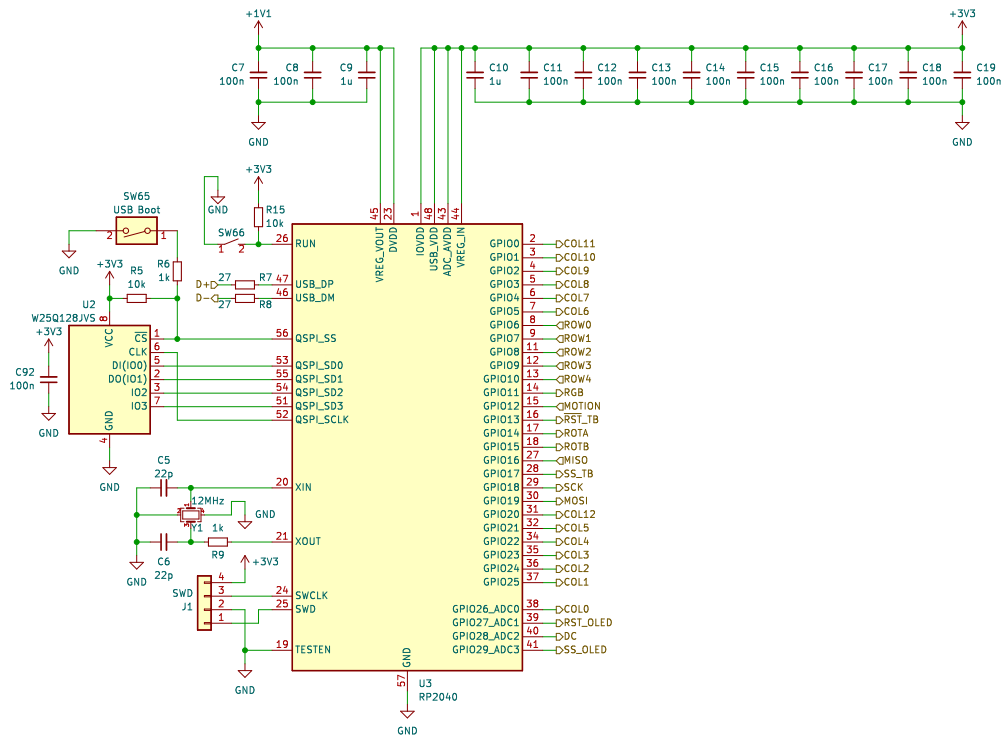 +1V1
+3V3
C7
100n
C8
100n
C9
1u
C10
1u
C11
100n
C12
100n
C13
100n
C14
100n
C15
100n
C16
100n
C17
100n
C18
100n
C19
100n
GND
GND
+3V3
GND
R15
10k
SW65
USB Boot
2
1
GND
SW66
1
2
R6
1k
+3V3
R5
10k
D+
27
R7
D-
27
R8
U2
W25Q128JVS
+3V3
C92
100n
GND
8
VCC
CS
1
CLK
6
DI(IO0)
5
DO(IO1)
2
IO2
3
IO3
7
GND
4
GND
C5
22p
12MHz
1
2
3
4
Y1
GND
1k
R9
C6
22p
GND
+3V3
SWD
J1
4
3
2
1
GND
45
23
1
48
43
44
VREG_VOUT
DVDD
IOVDD
USB_VDD
ADC_AVDD
VREG_IN
26
RUN
47
USB_DP
46
USB_DM
56
QSPI_SS
53
QSPI_SD0
55
QSPI_SD1
54
QSPI_SD2
51
QSPI_SD3
52
QSPI_SCLK
20
XIN
21
XOUT
24
SWCLK
25
SWD
19
TESTEN
GPIO0
2
COL11
GPIO1
3
COL10
GPIO2
4
COL9
GPIO3
5
COL8
GPIO4
6
COL7
GPIO5
7
COL6
GPIO6
8
ROW0
GPIO7
9
ROW1
GPIO8
11
ROW2
GPIO9
12
ROW3
GPIO10
13
ROW4
GPIO11
14
RGB
GPIO12
15
MOTION
GPIO13
16
RST_TB
GPIO14
17
ROTA
GPIO15
18
ROTB
GPIO16
27
MISO
GPIO17
28
SS_TB
GPIO18
29
SCK
GPIO19
30
MOSI
GPIO20
31
COL12
GPIO21
32
COL5
GPIO22
34
COL4
GPIO23
35
COL3
GPIO24
36
COL2
GPIO25
37
COL1
GPIO26_ADC0
38
COL0
GPIO27_ADC1
39
RST_OLED
GPIO28_ADC2
40
DC
GPIO29_ADC3
41
SS_OLED
GND
57
U3
RP2040
GND